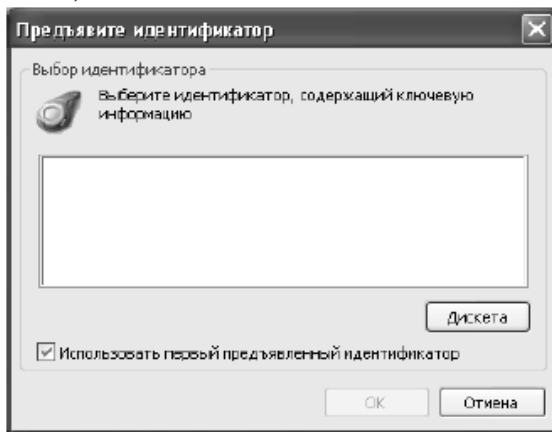 Предъявите идентификатор
Выбор идентификатора
Выберите идентификатор, содержащий ключевую
информацию
Дискета
Использовать первый предъявленный идентификатор
OK
Отмена